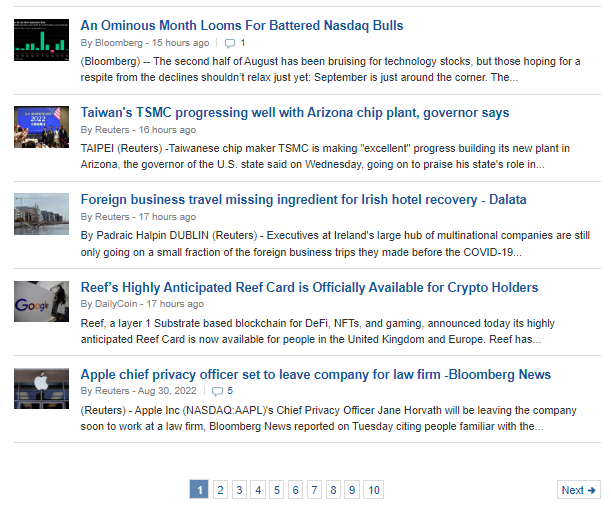 An Ominous Month Looms For Battered Nasdaq Bulls
By Bloomberg - 15 hours ago | 1
(Bloomberg) -- The second half of August has been bruising for technology stocks, but those hoping for a
respite from the declines shouldn't relax just yet: September is just around the corner. The...
Taiwan's TSMC progressing well with Arizona chip plant, governor says
By Reuters - 16 hours ago
2022
TAIPEI (Reuters) -Taiwanese chip maker TSMC is making "excellent" progress building its new plant in
Arizona, the governor of the U.S. state said on Wednesday, going on to praise his state's role in...
Foreign business travel missing ingredient for Irish hotel recovery - Dalata
By Reuters - 17 hours ago
By Padraic Halpin DUBLIN (Reuters) - Executives at Ireland's large hub of multinational companies are still
only going on a small fraction of the foreign business trips they made before the COVID-19...
Reef's Highly Anticipated Reef Card is Officially Available for Crypto Holders
By DailyCoin - 17 hours ago
Google
Reef, a layer 1 Substrate based blockchain for DeFi, NFTs, and gaming, announced today its highly
anticipated Reef Card is now available for people in the United Kingdom and Europe. Reef has...
Apple chief privacy officer set to leave company for law firm -Bloomberg News
By Reuters - Aug 30, 2022 | 5
(Reuters) - Apple Inc (NASDAQ:AAPL)'s Chief Privacy Officer Jane Horvath will be leaving the company
soon to work at a law firm, Bloomberg News reported on Tuesday citing people familiar with the...
1 2 3 4 5 6 7 8 9 10 Next